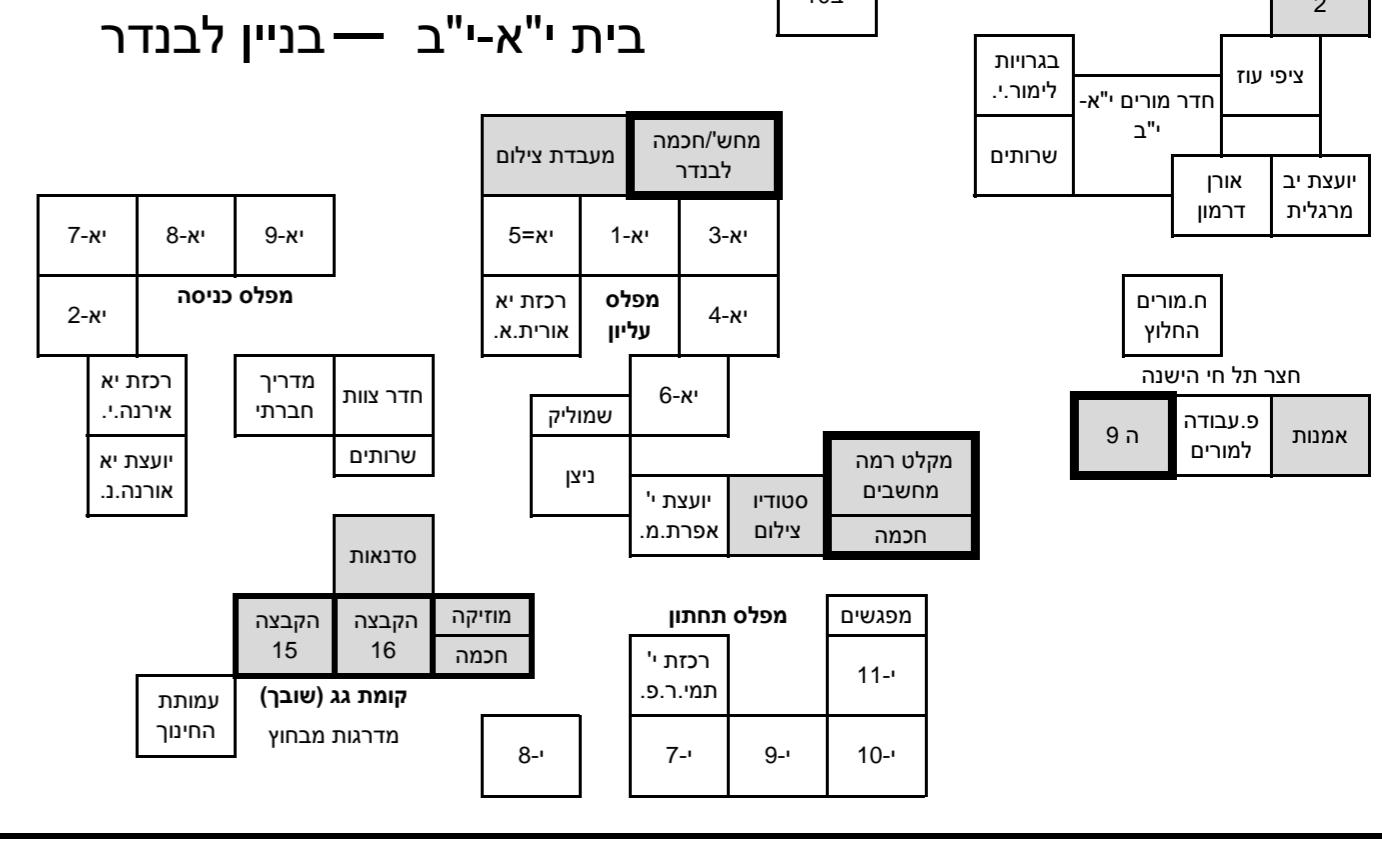 בית י"א-י"ב — בניין לבנדר
2
ציפי עוז
בגרויות
לימור.י.
חדר מורים י"א-
י"ב
שרותים
יועצת יב
מרגלית
אורן
דרמון
מחש'/חכמה
לבנדר
מעבדת צילום
יא-3
יא-1
יא=5
יא-4
מפלס
עליון
רכזת יא
אורית.א.
יא-6
שמוליק
ניצן
יא-9
יא-8
יא-7
מפלס כניסה
יא-2
חדר צוות
מדריך
חברתי
רכזת יא
אירנה.י.
שרותים
יועצת יא
אורנה.נ.
ח.מורים
החלוץ
חצר תל חי הישנה
אמנות
פ.עבודה
למורים
ה 9
מקלט רמה
מחשבים
חכמה
סטודיו
צילום
יועצת י'
אפרת.מ.
סדנאות
מוזיקה
חכמה
הקבצה
16
הקבצה
15
קומת גג (שובך)
מדרגות מבחוץ
עמותת
החינוך
מפגשים
מפלס תחתון
י-11
רכזת י'
תמי.ר.פ.
י-10
י-9
י-7
י-8